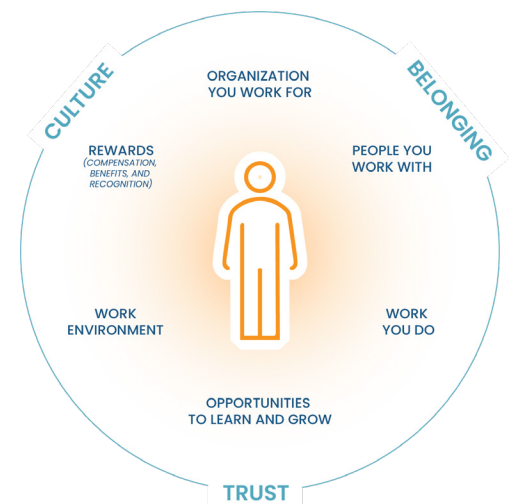 CULTURE
BELONGING
ORGANIZATION
YOU WORK FOR
REWARDS
(COMPENSATION,
BENEFITS, AND
RECOGNITION)
PEOPLE YOU
WORK WITH
WORK
ENVIRONMENT
WORK
YOU DO
OPPORTUNITIES
TO LEARN AND GROW
TRUST